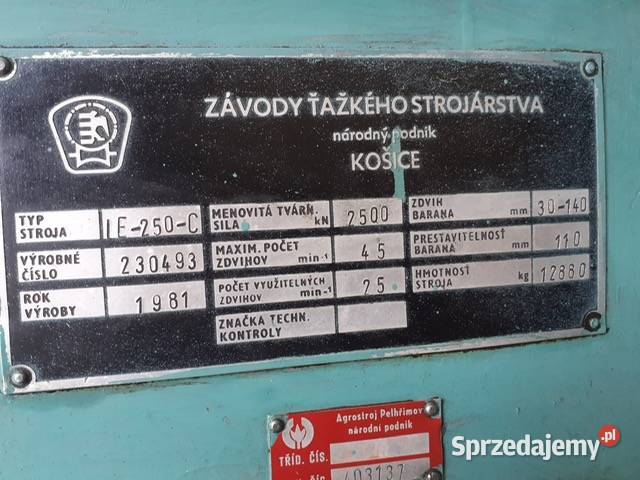 ZÁVODY ŤAŽKÉHO STROJÁRSTVA
národný podnik
KOŠICE
TYP STROJA LE-250-C
VÝROBNÉ ČÍSLO 230493
ROK VÝROBY 1981
MENOVITÁ TVÁRN. SILA kN 2500
MAXIM. POČET ZDVIHOV min⁻¹ 45
POČET VYUŽITEĽNÝCH ZDVIHOV min⁻¹ 25
ZNAČKA TECHN. KONTROLY
ZDVIH BARANA mm 30-140
PRESTAVITEĽNOSŤ BARANA mm 110
HMOTNOSŤ STROJA kg 12880
Agrostroj Pelhřimov
národní podnik
TŘÍD. ČÍS.
403137
Sprzedajemy.pl